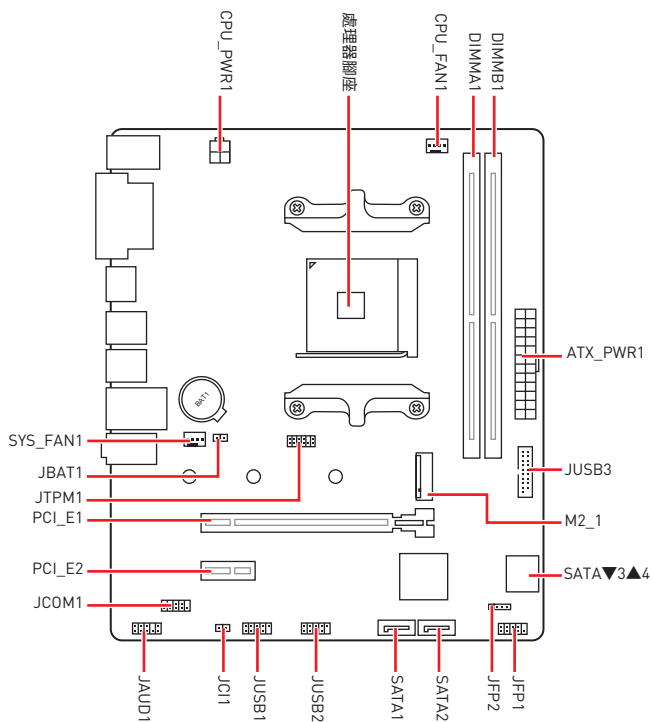 CPU_PWR1
處理器腳座
CPU_FAN1
DIMMA1
DIMMB1
ATX_PWR1
BAT1
SYS_FAN1
JBAT1
JTPM1
PCI_E1
PCI_E2
JCOM1
JUSB3
M2_1
SATA▼3▲4
JAUD1
JCI1
JUSB1
JUSB2
SATA1
SATA2
JFP2
JFP1